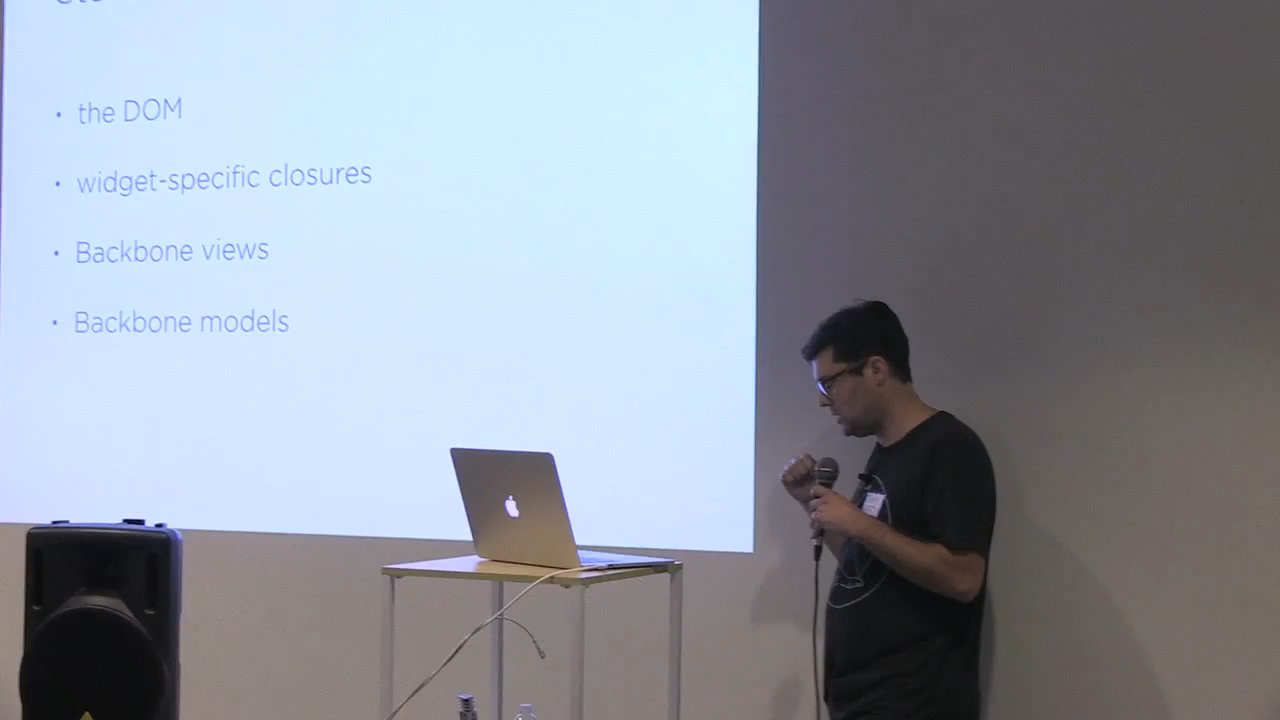 • the DOM
• widget-specific closures
• Backbone views
• Backbone models